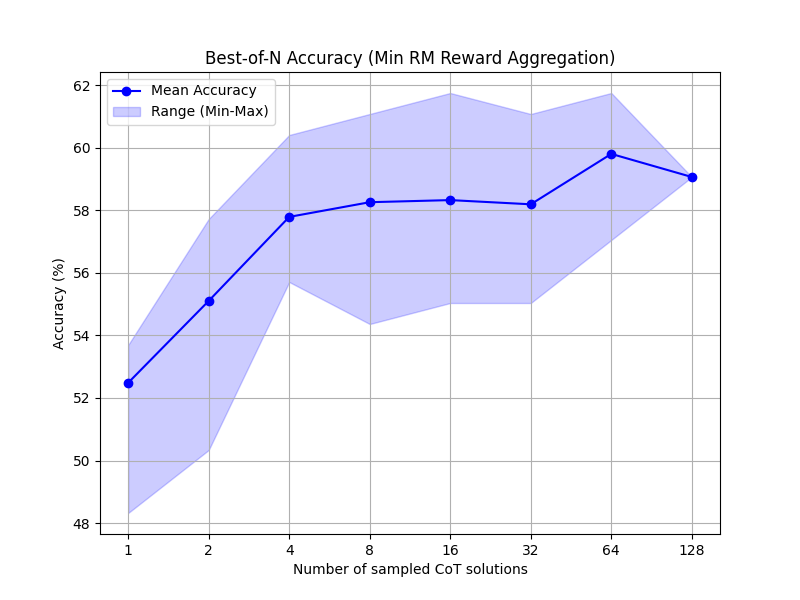 Best-of-N Accuracy (Min RM Reward Aggregation)
Mean Accuracy
Range (Min-Max)
Accuracy (%)
62
60
58
56
54
52
50
48
1 2 4 8 16 32 64 128
Number of sampled CoT solutions